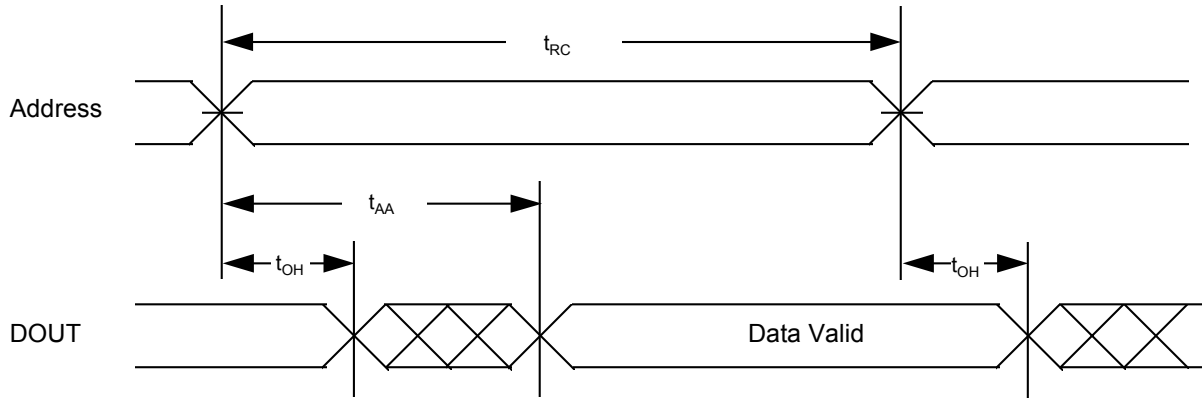 tRC
Address
tAA
tOH
tOH
DOUT
Data Valid